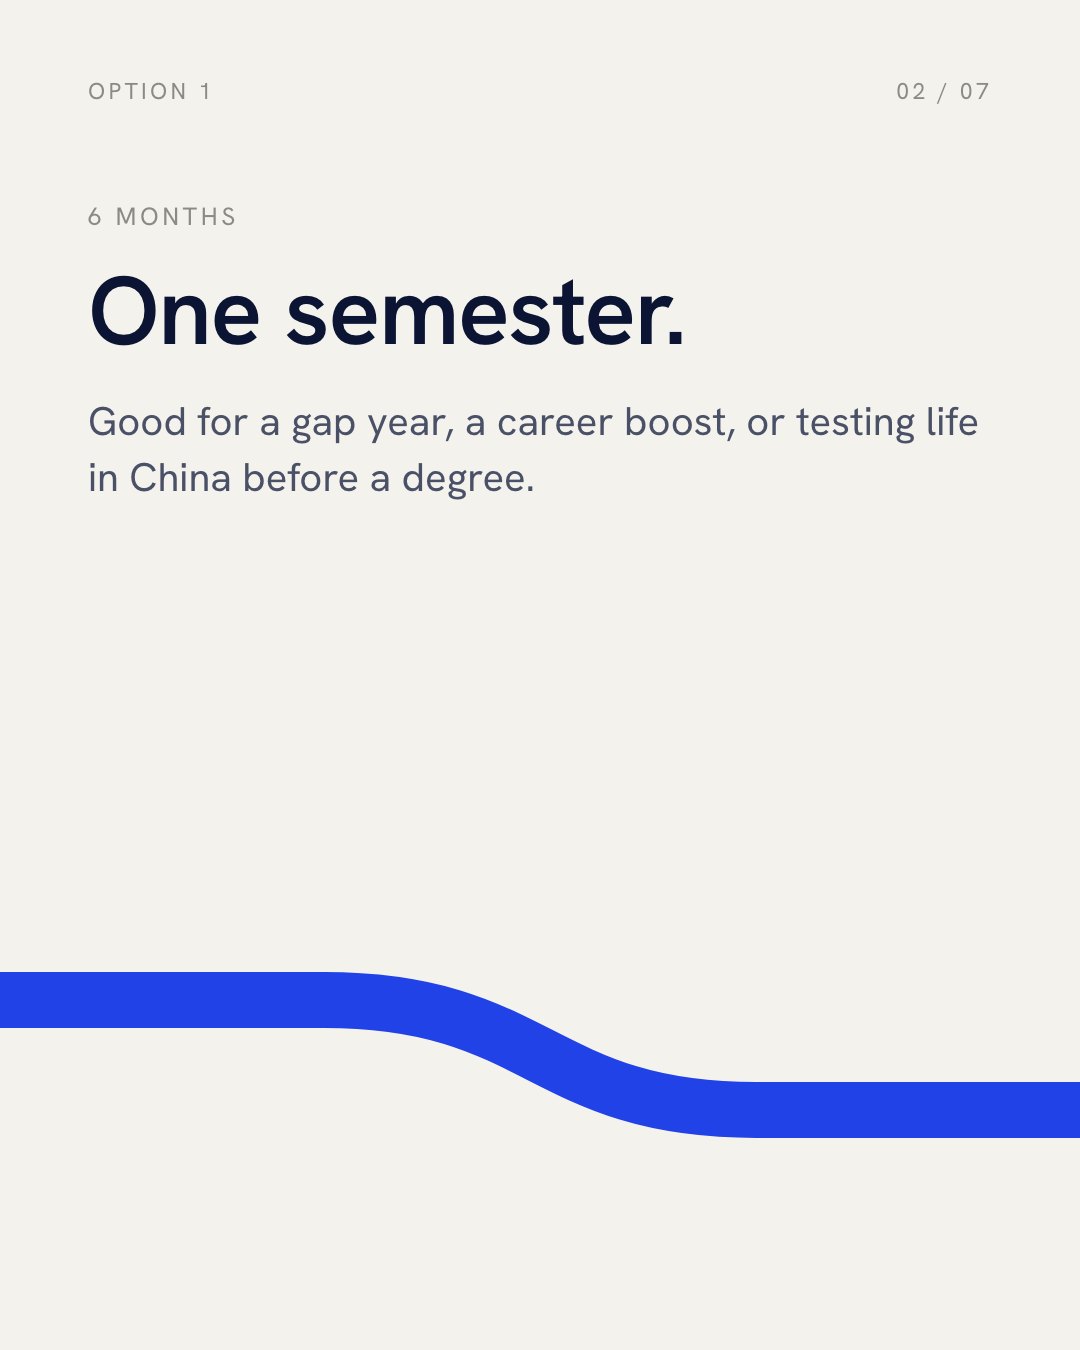 OPTION 1
02 / 07
6 MONTHS
One semester.
Good for a gap year, a career boost, or testing life
in China before a degree.